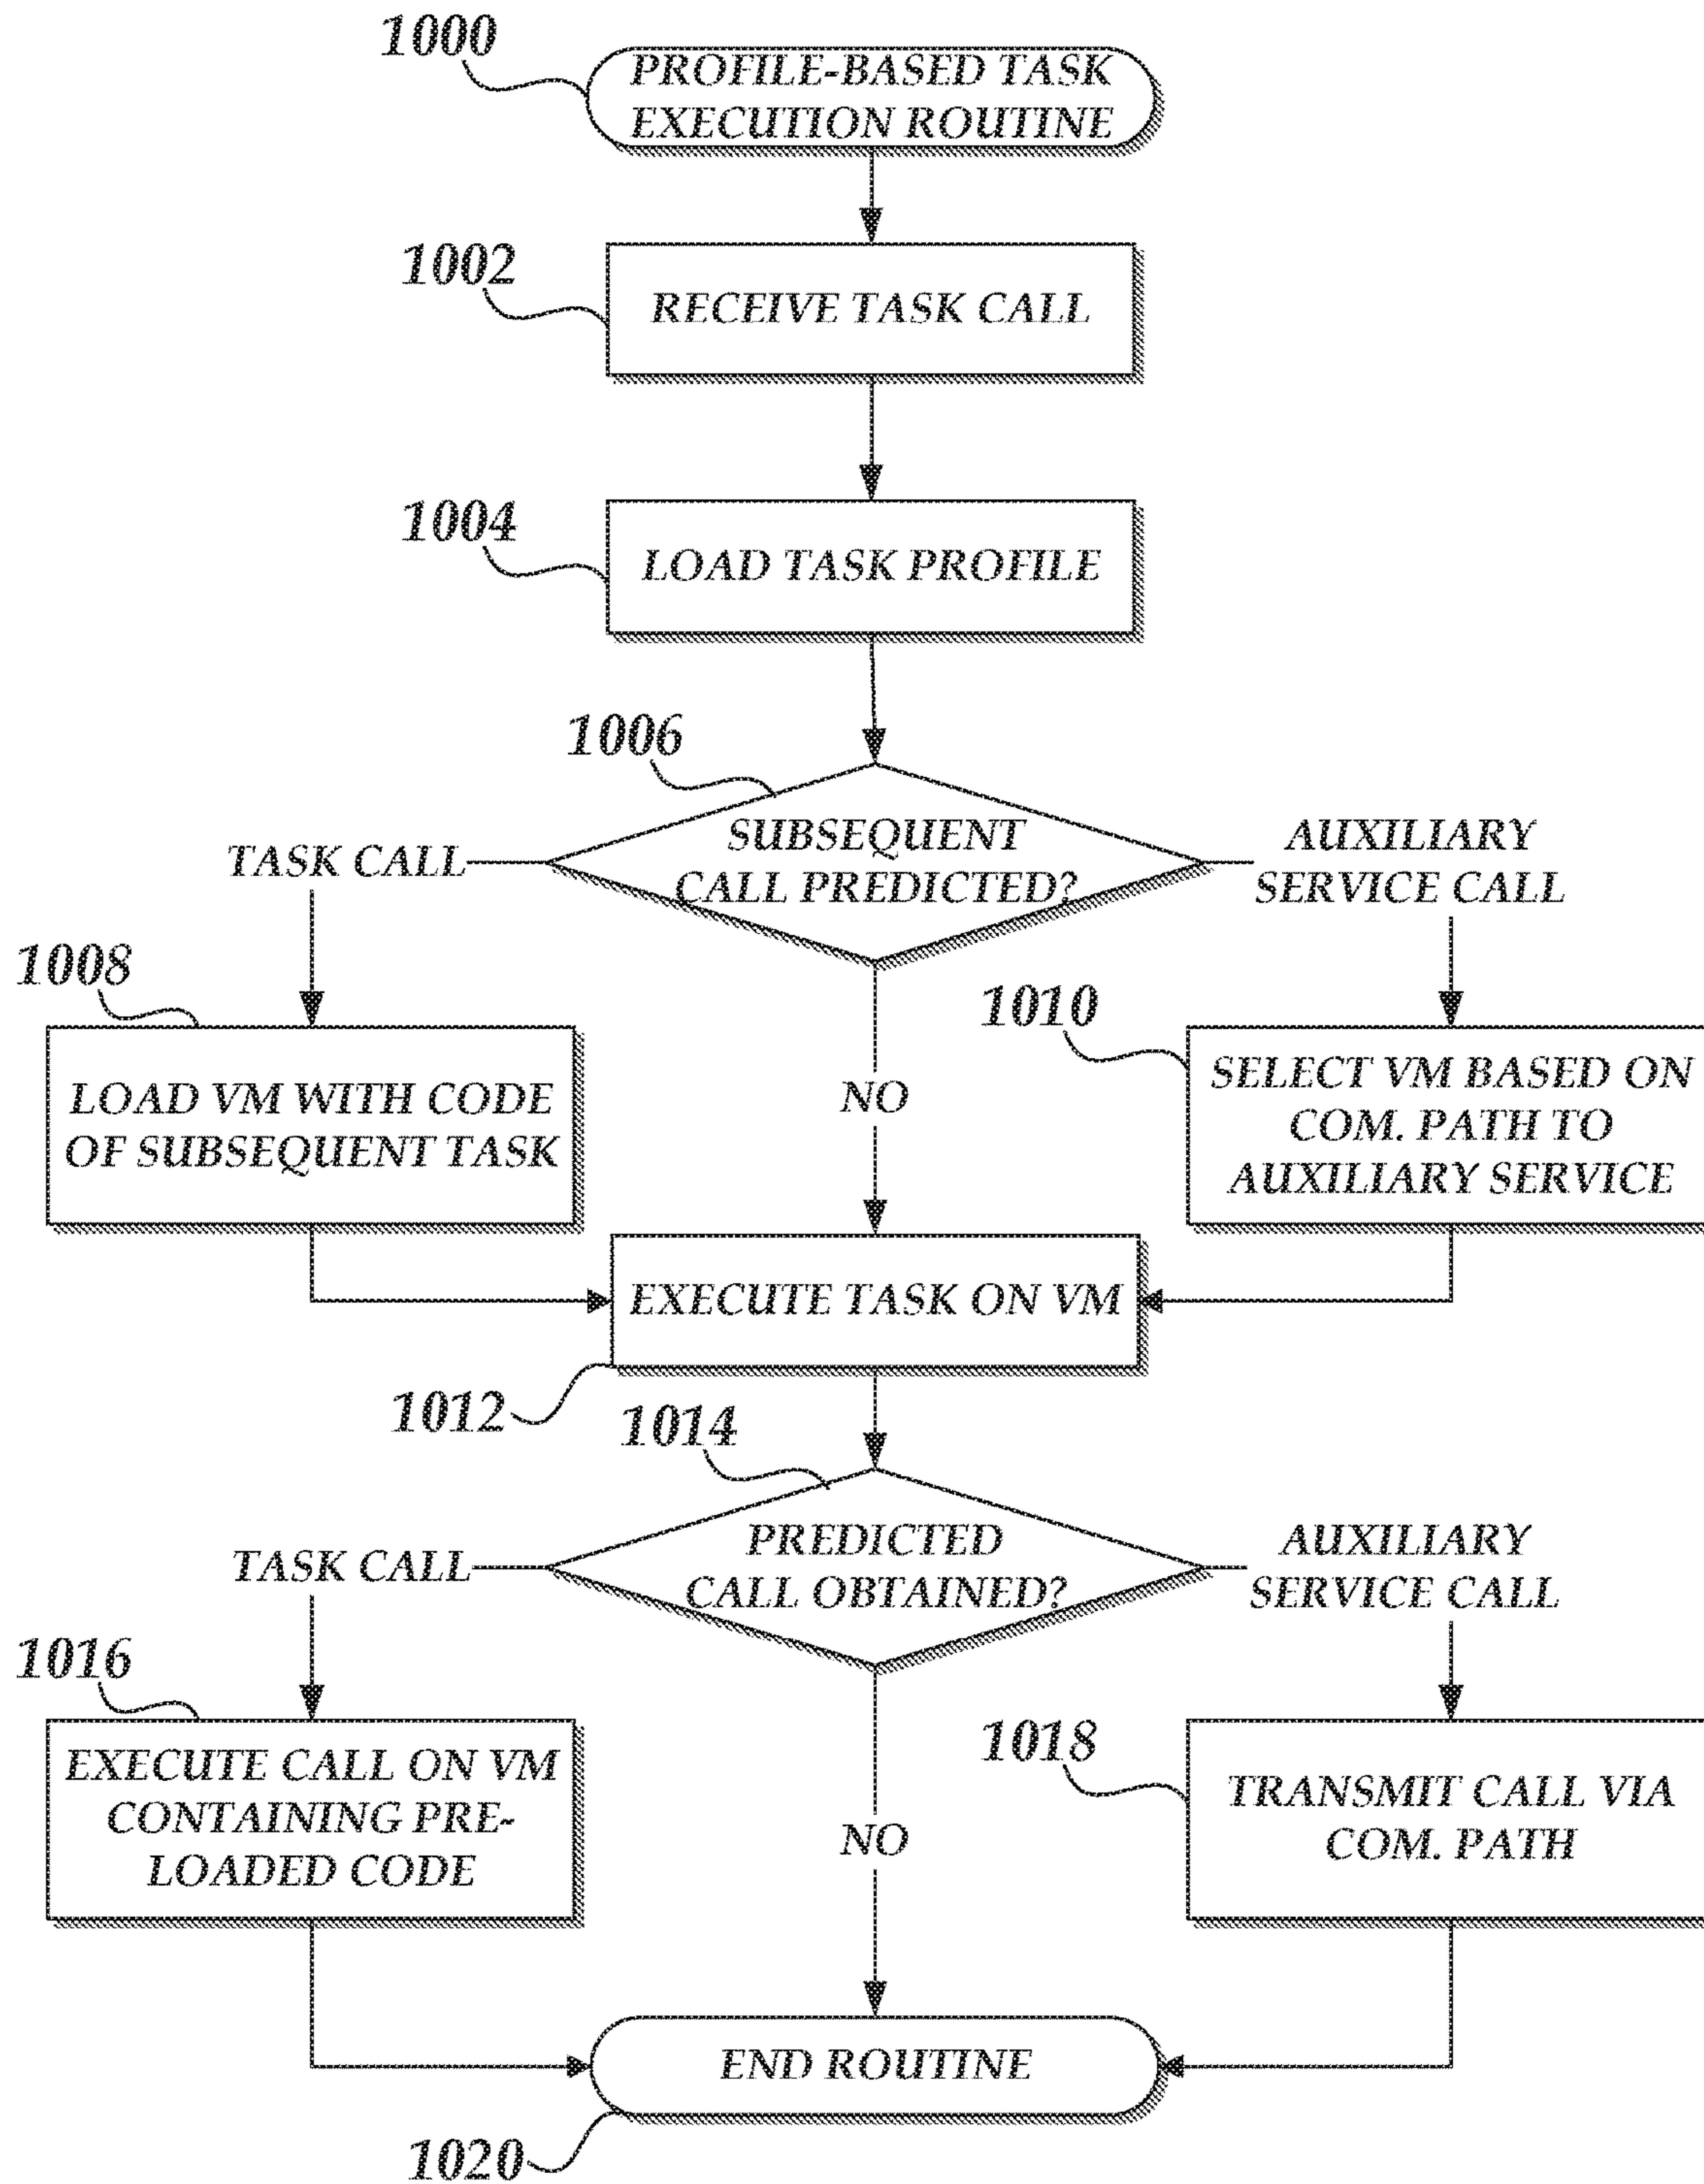 1000
PROFILE-BASED TASK
EXECUTION ROUTINE
1002
RECEIVE TASK CALL
1004
LOAD TASK PROFILE
1006
SUBSEQUENT
CALL PREDICTED?
TASK CALL
AUXILIARY
SERVICE CALL
1008
LOAD VM WITH CODE
OF SUBSEQUENT TASK
NO
1010
SELECT VM BASED ON
COM. PATH TO
AUXILIARY SERVICE
EXECUTE TASK ON VM
1012
1014
PREDICTED
CALL OBTAINED?
TASK CALL
AUXILIARY
SERVICE CALL
1016
EXECUTE CALL ON VM
CONTAINING PRE-
LOADED CODE
NO
1018
TRANSMIT CALL VIA
COM. PATH
END ROUTINE
1020